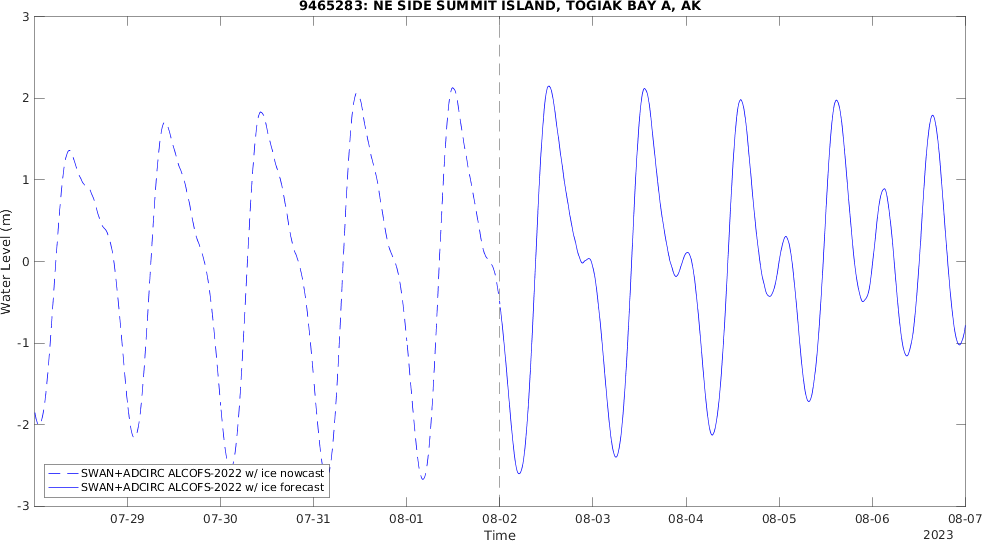 9465283: NE SIDE SUMMIT ISLAND, TOGIAK BAY A, AK
3
2
1
0
-1
-2
-3
Water Level (m)
SWAN+ADCIRC ALCOFS-2022 w/ ice nowcast
SWAN+ADCIRC ALCOFS-2022 w/ ice forecast
07-29 07-30 07-31 08-01 08-02 08-03 08-04 08-05 08-06 08-07
Time
2023